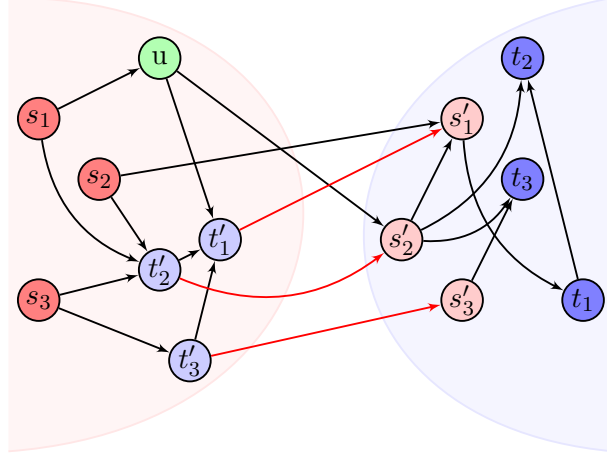 u
t₂
s₁
s′₁
s₂
t₃
t′₁
s′₂
t′₂
s₃
s′₃
t₁
t′₃